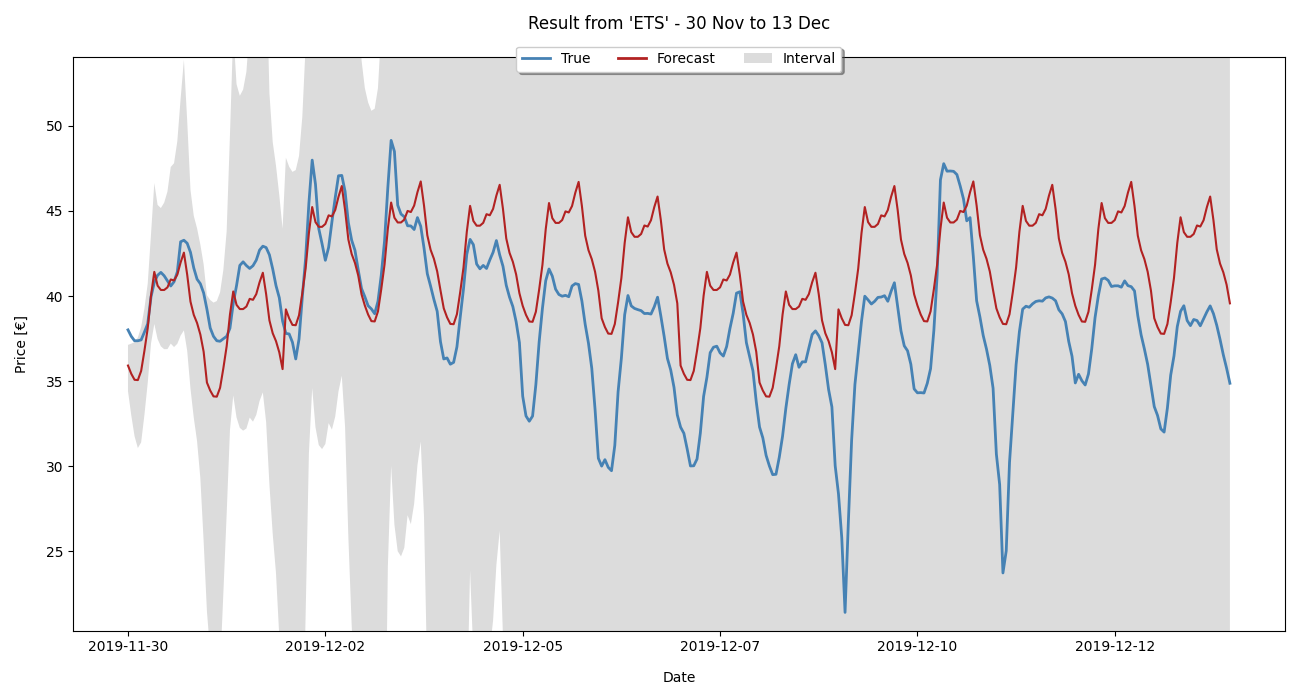 Result from 'ETS' - 30 Nov to 13 Dec
True Forecast Interval
Price [€]
50
45
40
35
30
25
2019-11-30 2019-12-02 2019-12-05 2019-12-07 2019-12-10 2019-12-12
Date